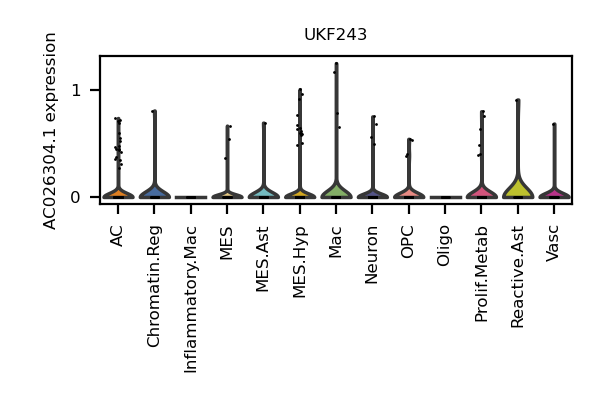 UKF243
AC026304.1 expression
1
0
AC
Chromatin.Reg
Inflammatory.Mac
MES
MES.Ast
MES.Hyp
Mac
Neuron
OPC
Oligo
Prolif.Metab
Reactive.Ast
Vasc